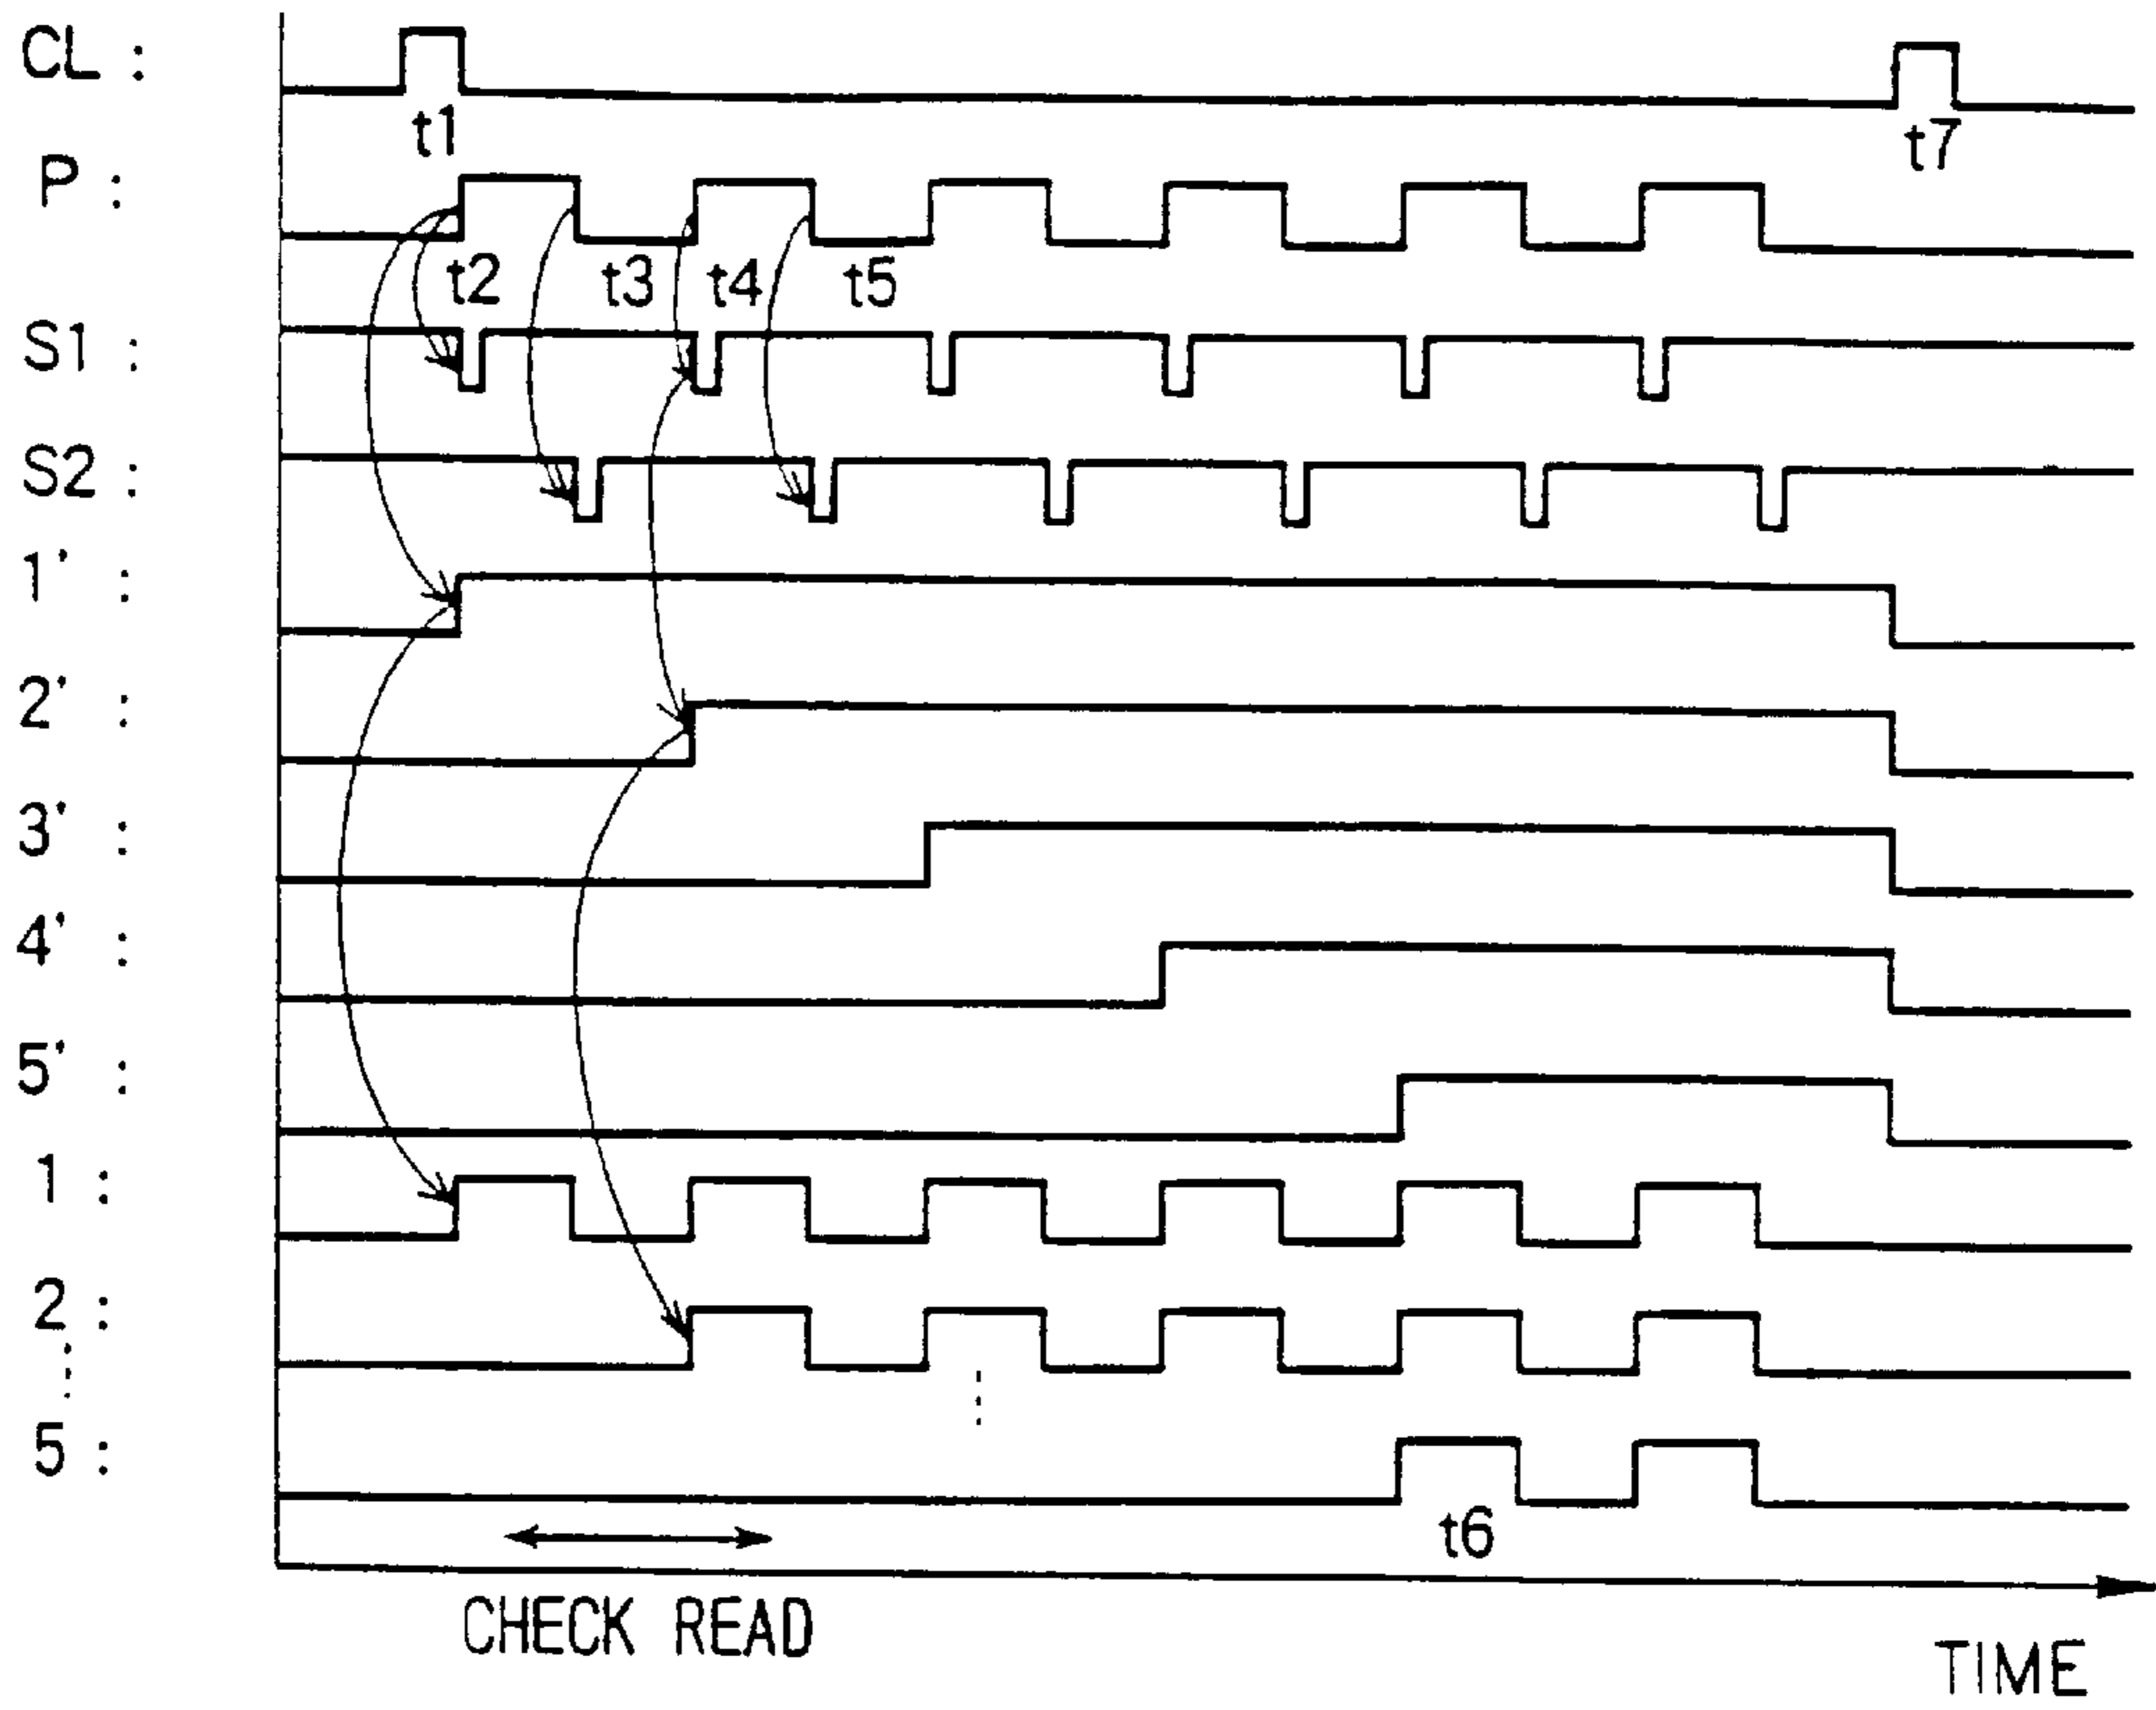 CL :
t1
t7
P :
t2
t3
t4
t5
S1 :
S2 :
1' :
2' :
3' :
4' :
5' :
1 :
2 :
5 :
t6
CHECK READ
TIME